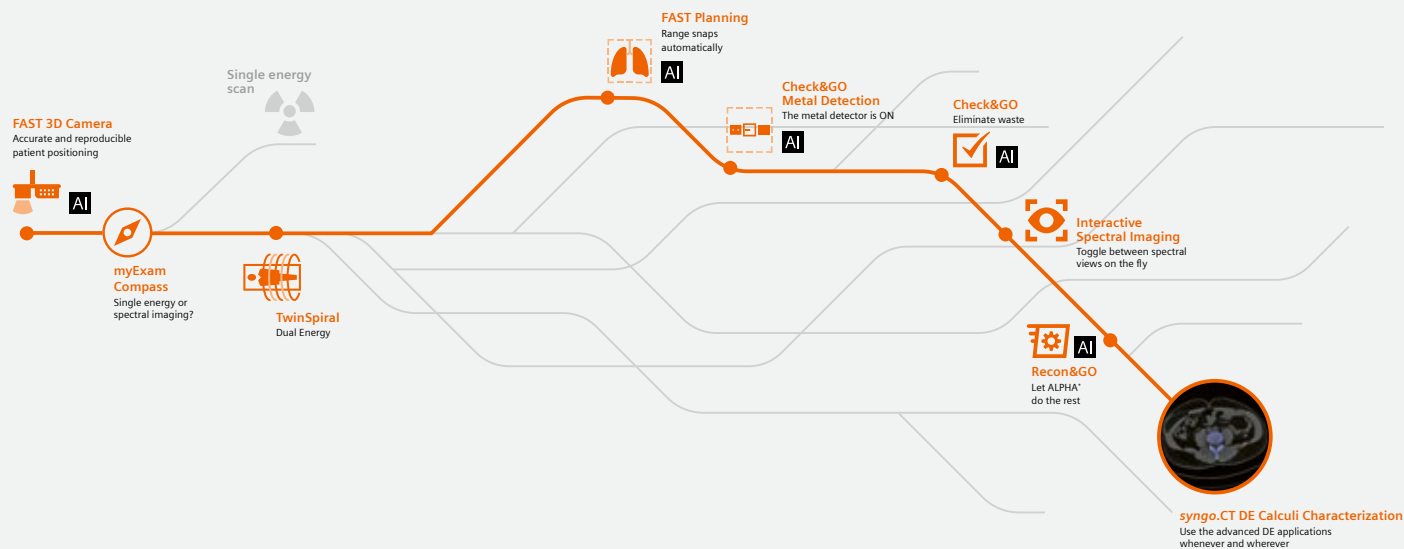 FAST 3D Camera
Accurate and reproducible
patient positioning
AI
myExam
Compass
Single energy or
spectral imaging?
Single energy
scan
TwinSpiral
Dual Energy
FAST Planning
Range snaps
automatically
AI
Check&GO
Metal Detection
The metal detector is ON
AI
Check&GO
Eliminate waste
AI
Interactive
Spectral Imaging
Toggle between spectral
views on the fly
AI
Recon&GO
Let ALPHA*
do the rest
syngo.CT DE Calculi Characterization
Use the advanced DE applications
whenever and wherever